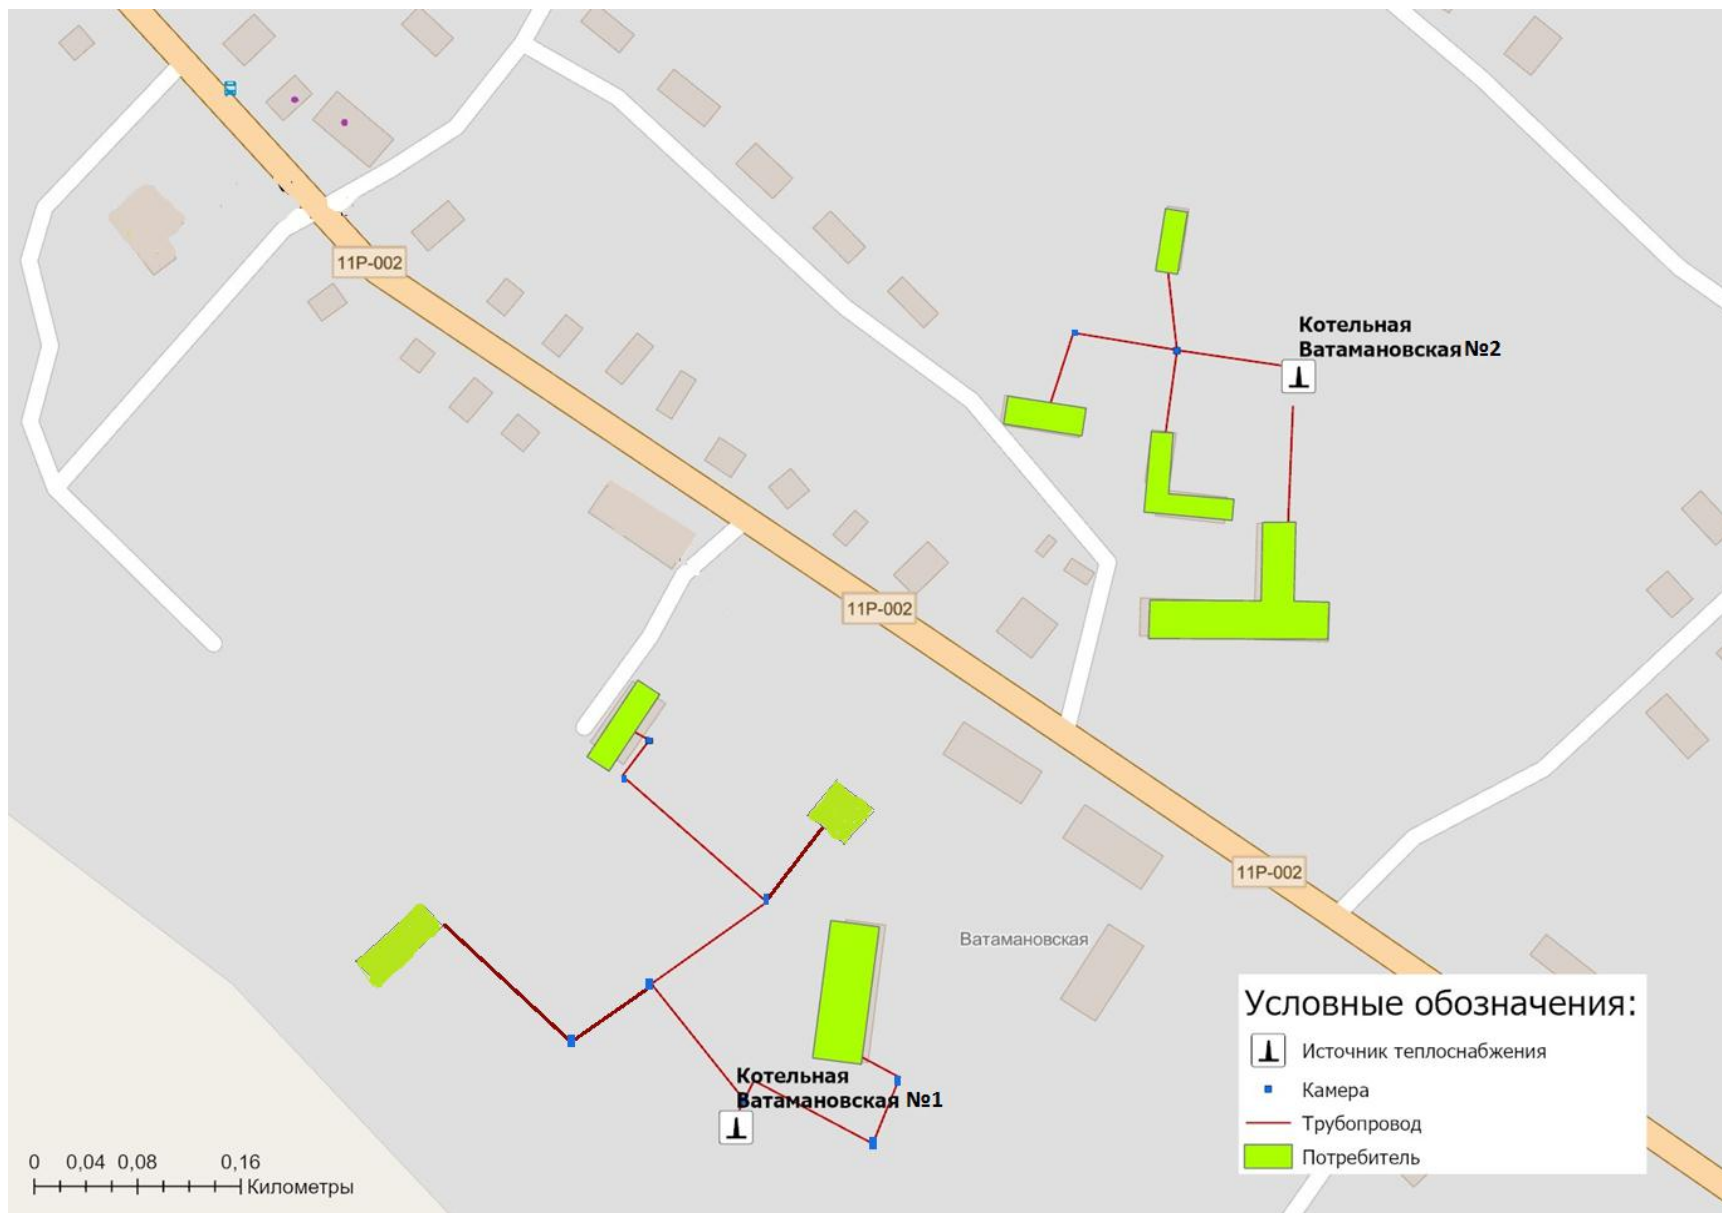 11Р-002
Котельная
Ватамановская №2
11Р-002
11Р-002
Ватамановская
Котельная
Ватамановская №1
Условные обозначения:
Источник теплоснабжения
Камера
Трубопровод
Потребитель
0 0,04 0,08 0,16
Километры